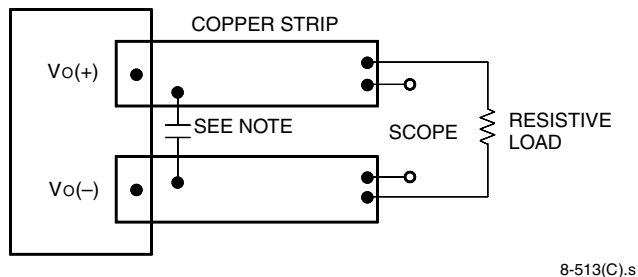 COPPER STRIP
VO(+)
SEE NOTE
SCOPE
RESISTIVE
LOAD
VO(–)
8-513(C).s